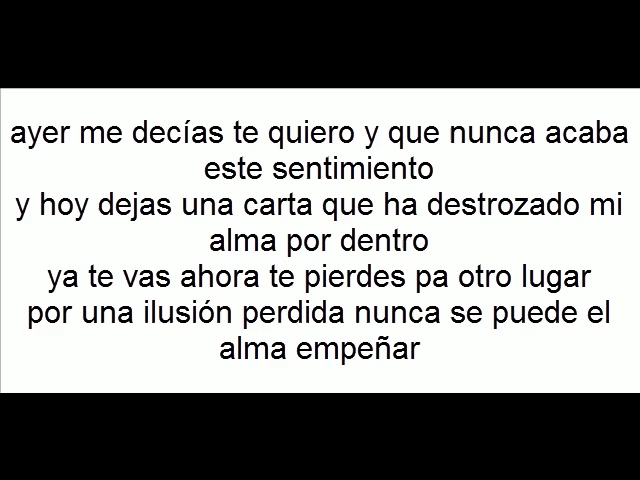 ayer me decías te quiero y que nunca acaba
este sentimiento
y hoy dejas una carta que ha destrozado mi
alma por dentro
ya te vas ahora te pierdes pa otro lugar
por una ilusión perdida nunca se puede el
alma empeñar